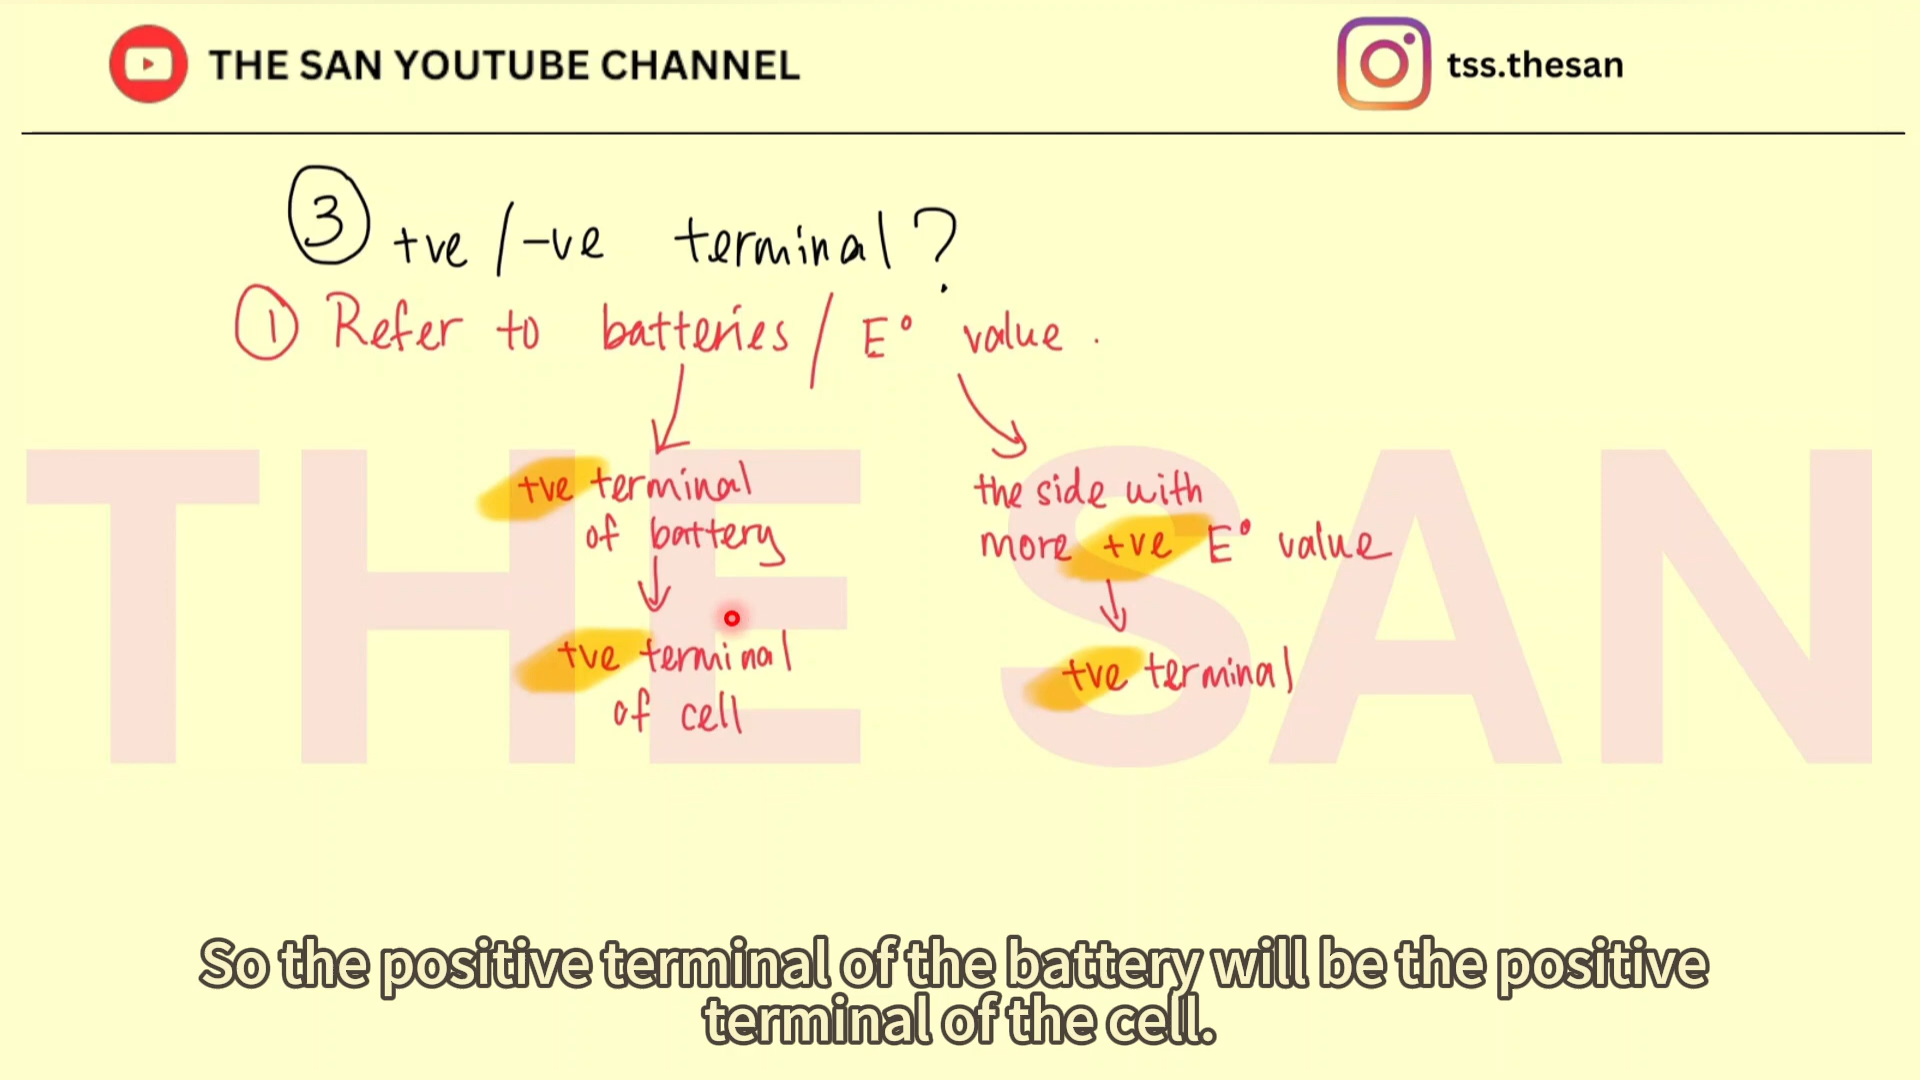 THE SAN YOUTUBE CHANNEL
tss.thesan
③ +ve /-ve terminal?
① Refer to batteries / E° value.
+ve terminal
of battery
+ve terminal
of cell
the side with
more +ve E° value
+ve terminal
THE SAN
So the positive terminal of the battery will be the positive
terminal of the cell.